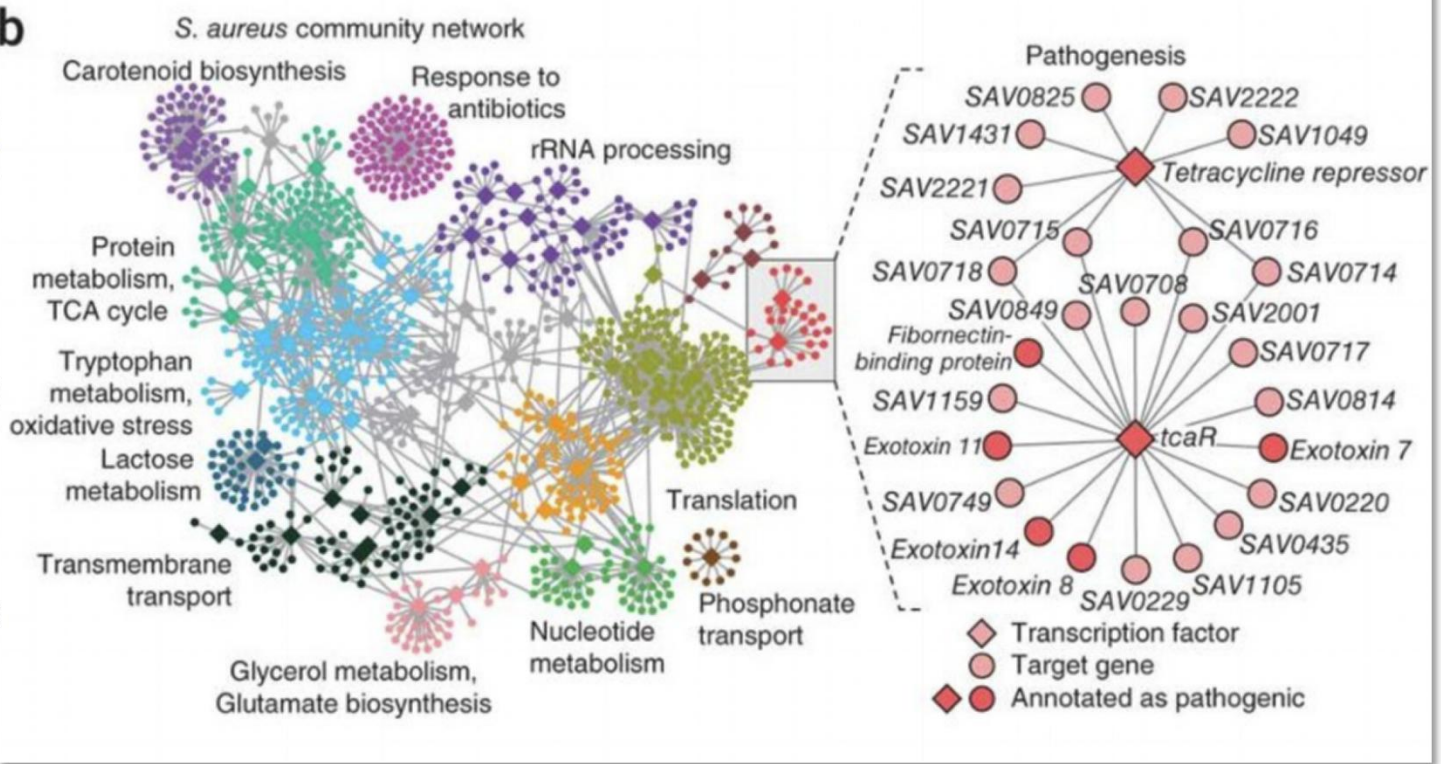 b
S. aureus community network
Carotenoid biosynthesis
Response to
antibiotics
rRNA processing
Protein
metabolism,
TCA cycle
Tryptophan
metabolism,
oxidative stress
Lactose
metabolism
Transmembrane
transport
Glycerol metabolism,
Glutamate biosynthesis
Nucleotide
metabolism
Translation
Phosphonate
transport
Pathogenesis
SAV0825
SAV2222
SAV1431
SAV1049
Tetracycline repressor
SAV2221
SAV0715
SAV0716
SAV0718
SAV0708
SAV0714
SAV0849
SAV2001
Fibornectin-
binding protein
SAV0717
SAV1159
SAV0814
Exotoxin 11
tcaR
Exotoxin 7
SAV0749
SAV0220
Exotoxin14
SAV0435
Exotoxin 8
SAV0229
SAV1105
Transcription factor
Target gene
Annotated as pathogenic